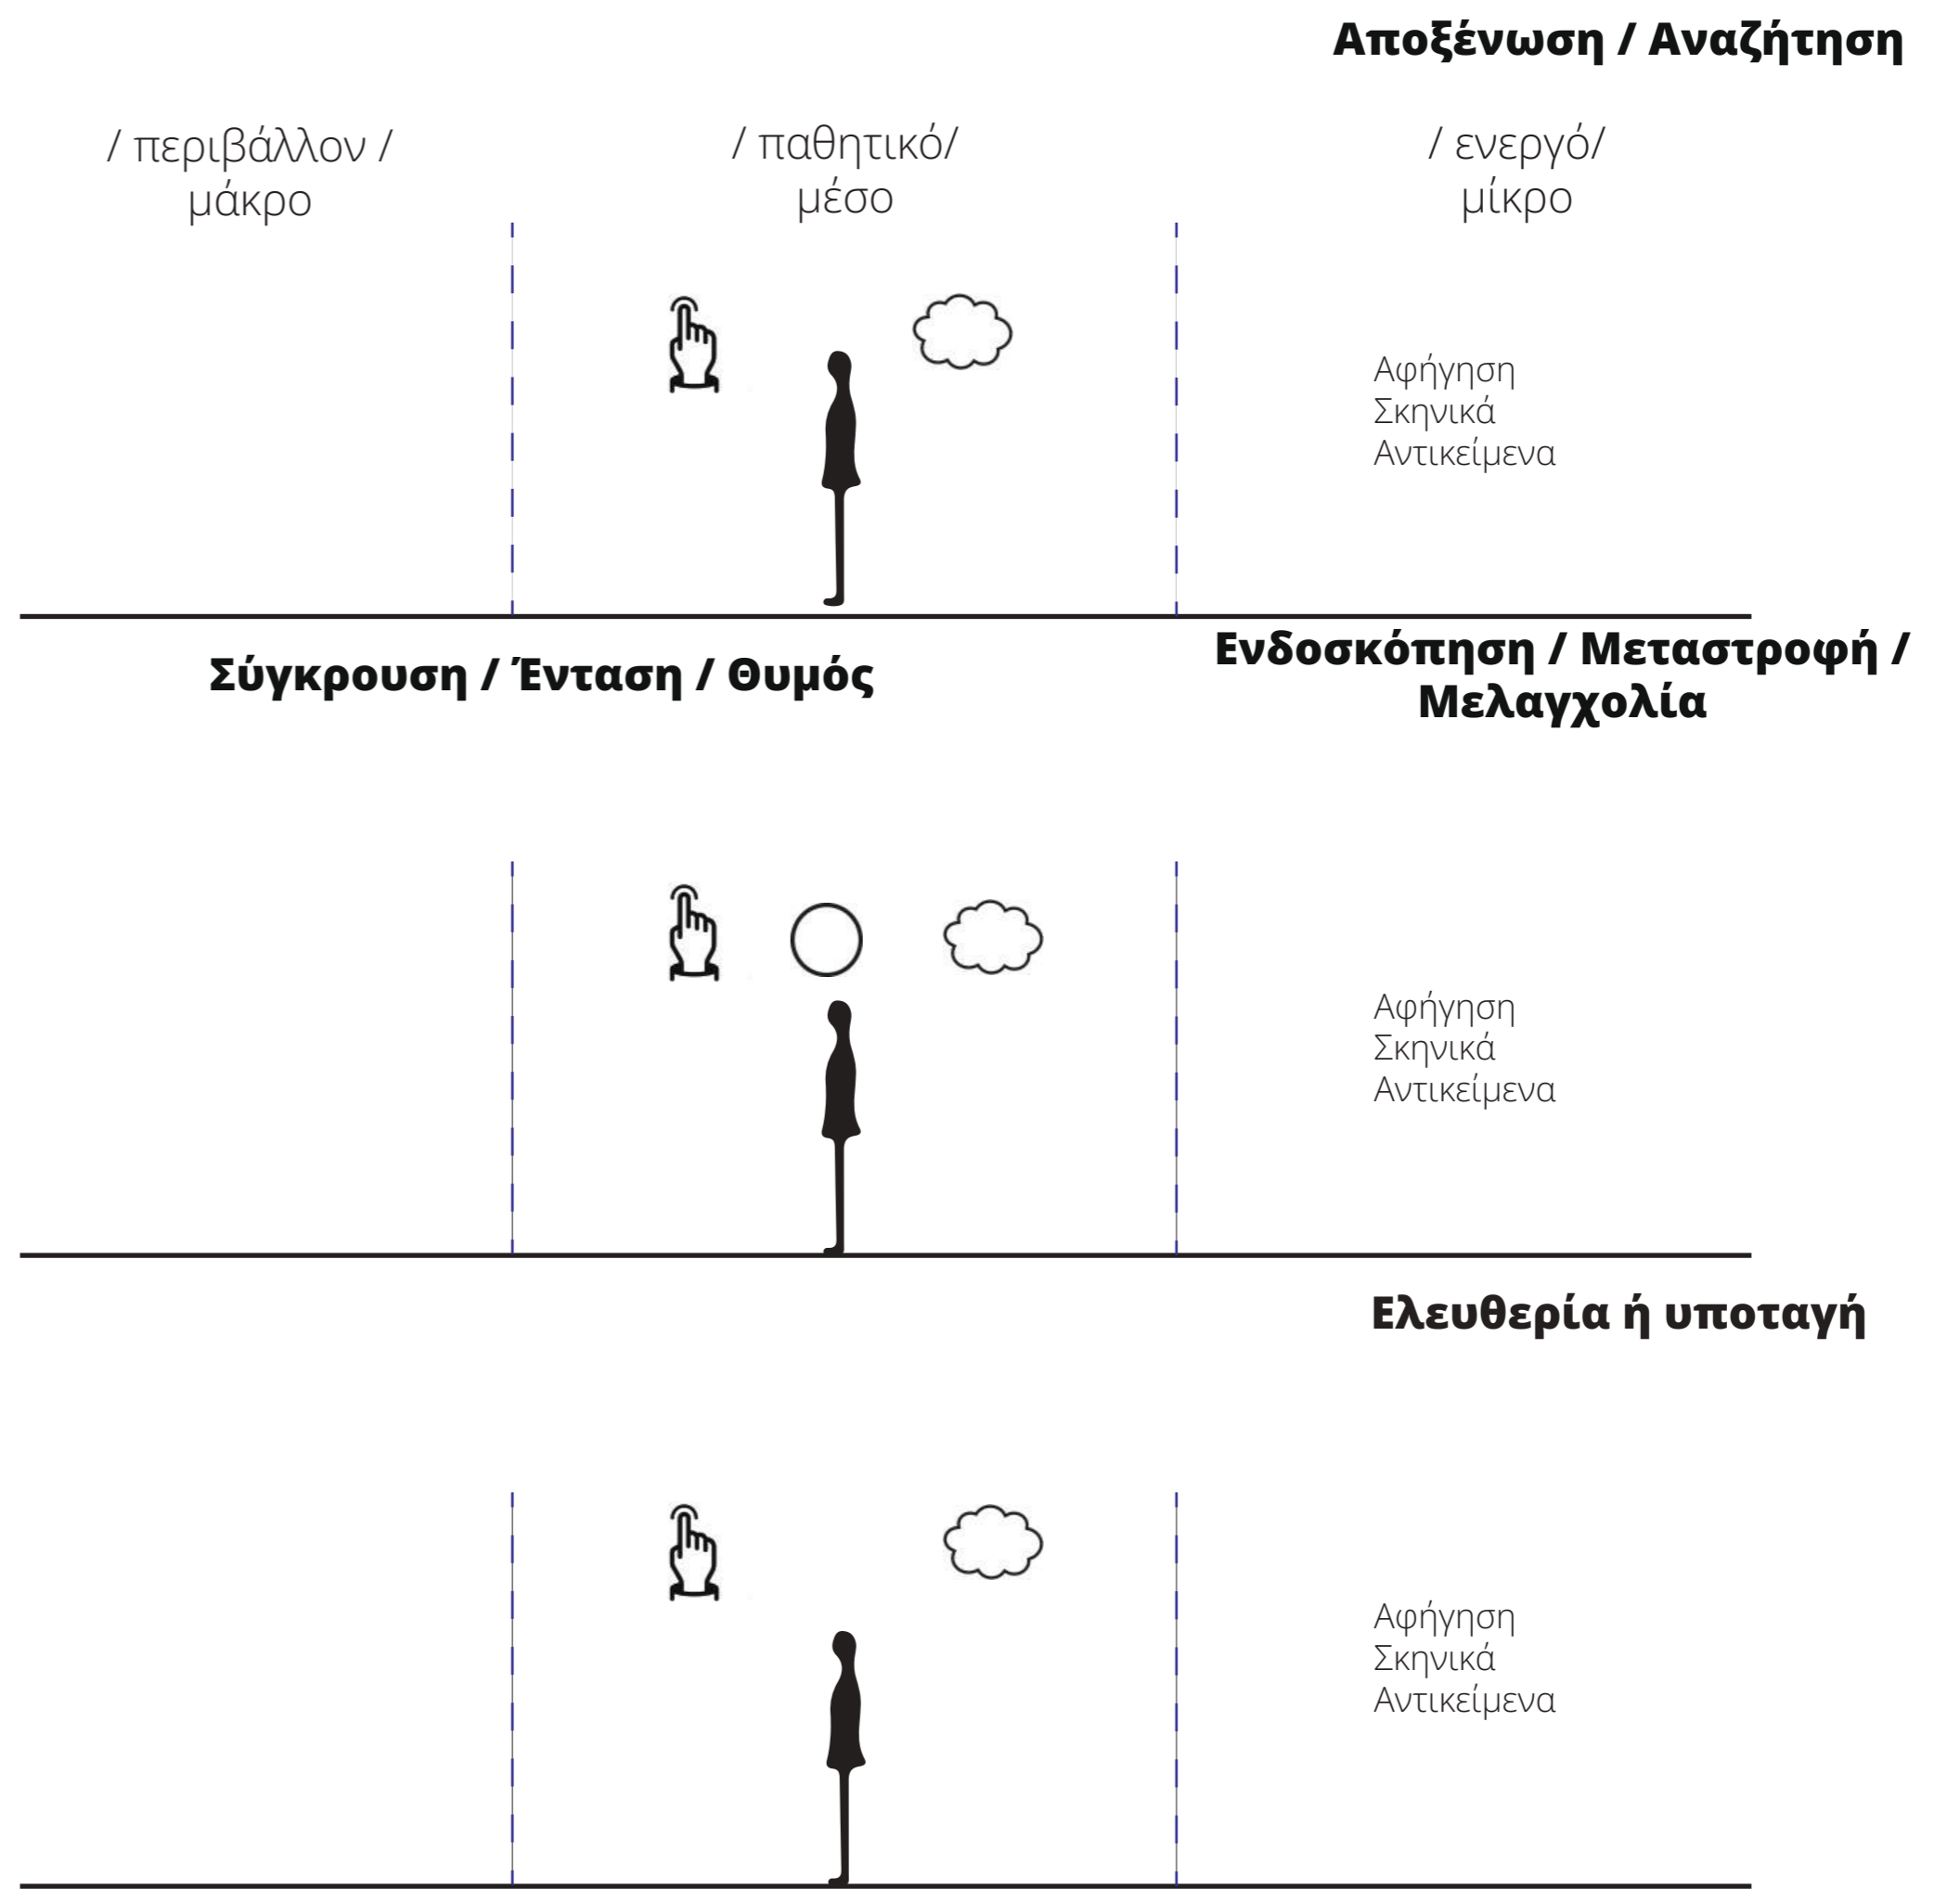 Αποξένωση / Αναζήτηση
/ περιβάλλον /
μάκρο
/ παθητικό/
μέσο
/ ενεργό/
μίκρο
Αφήγηση
Σκηνικά
Αντικείμενα
Σύγκρουση / Ένταση / Θυμός
Ενδοσκόπηση / Μεταστροφή /
Μελαγχολία
Αφήγηση
Σκηνικά
Αντικείμενα
Ελευθερία ή υποταγή
Αφήγηση
Σκηνικά
Αντικείμενα